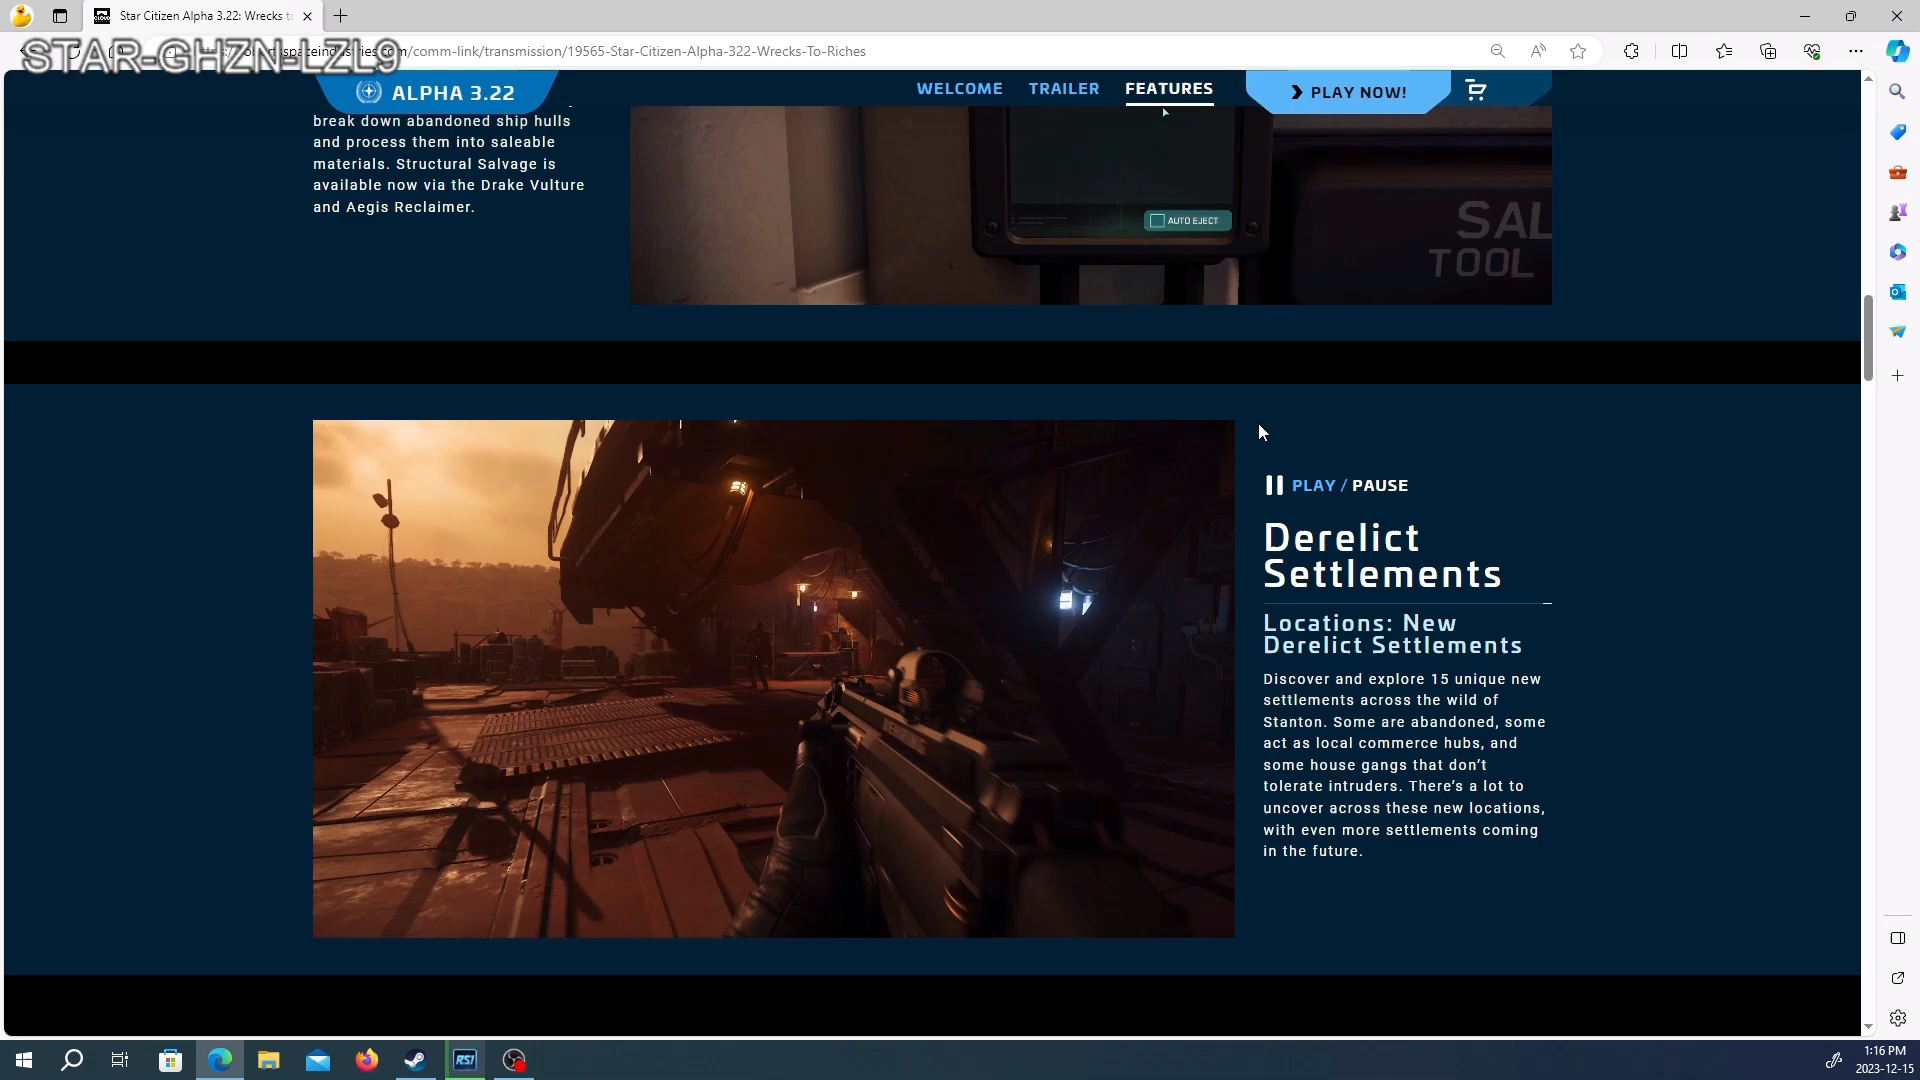 Star Citizen Alpha 3.22: Wrecks to
STAR-GHZN-LZL9
/comm-link/transmission/19565-Star-Citizen-Alpha-322-Wrecks-To-Riches
ALPHA 3.22
WELCOME
TRAILER
FEATURES
PLAY NOW!
break down abandoned ship hulls
and process them into saleable
materials. Structural Salvage is
available now via the Drake Vulture
and Aegis Reclaimer.
AUTO EJECT
SAL
TOOL
PLAY / PAUSE
Derelict
Settlements
Locations: New
Derelict Settlements
Discover and explore 15 unique new
settlements across the wild of
Stanton. Some are abandoned, some
act as local commerce hubs, and
some house gangs that don't
tolerate intruders. There's a lot to
uncover across these new locations,
with even more settlements coming
in the future.
RSI
1:16 PM
2023-12-15